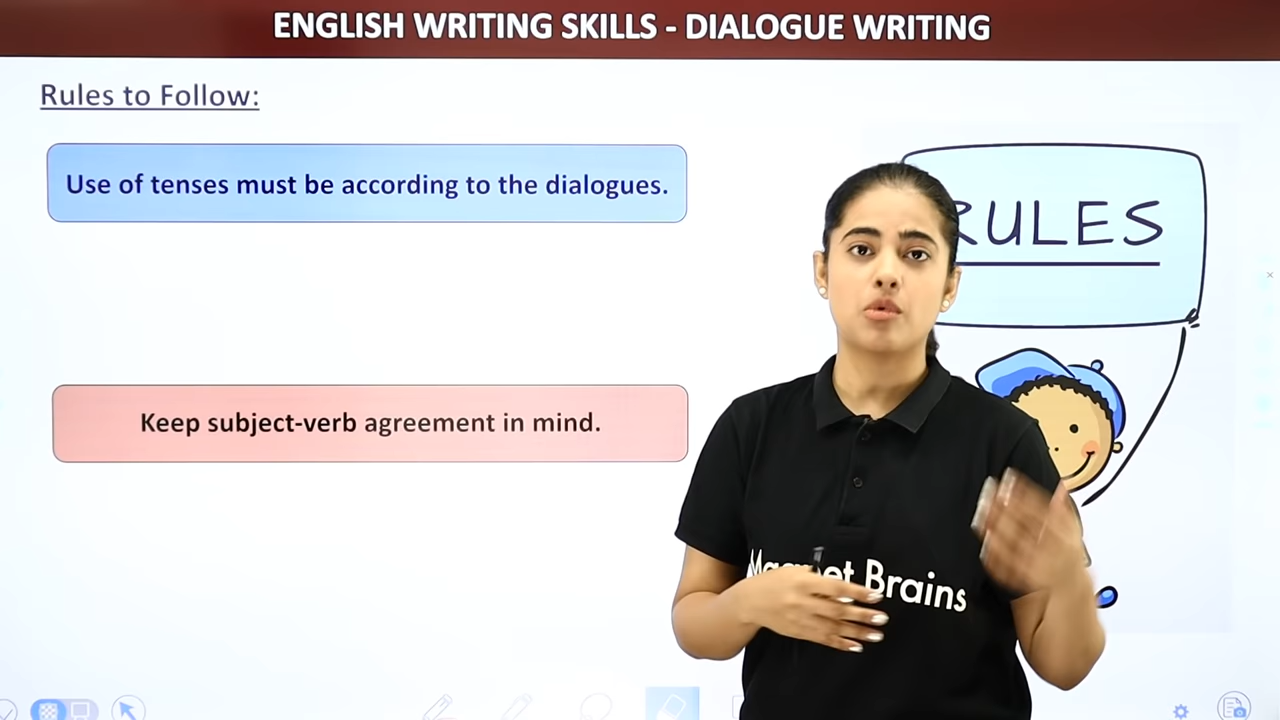 ENGLISH WRITING SKILLS - DIALOGUE WRITING
Rules to Follow:
Use of tenses must be according to the dialogues.
RULES
Keep subject-verb agreement in mind.
Magnet Brains